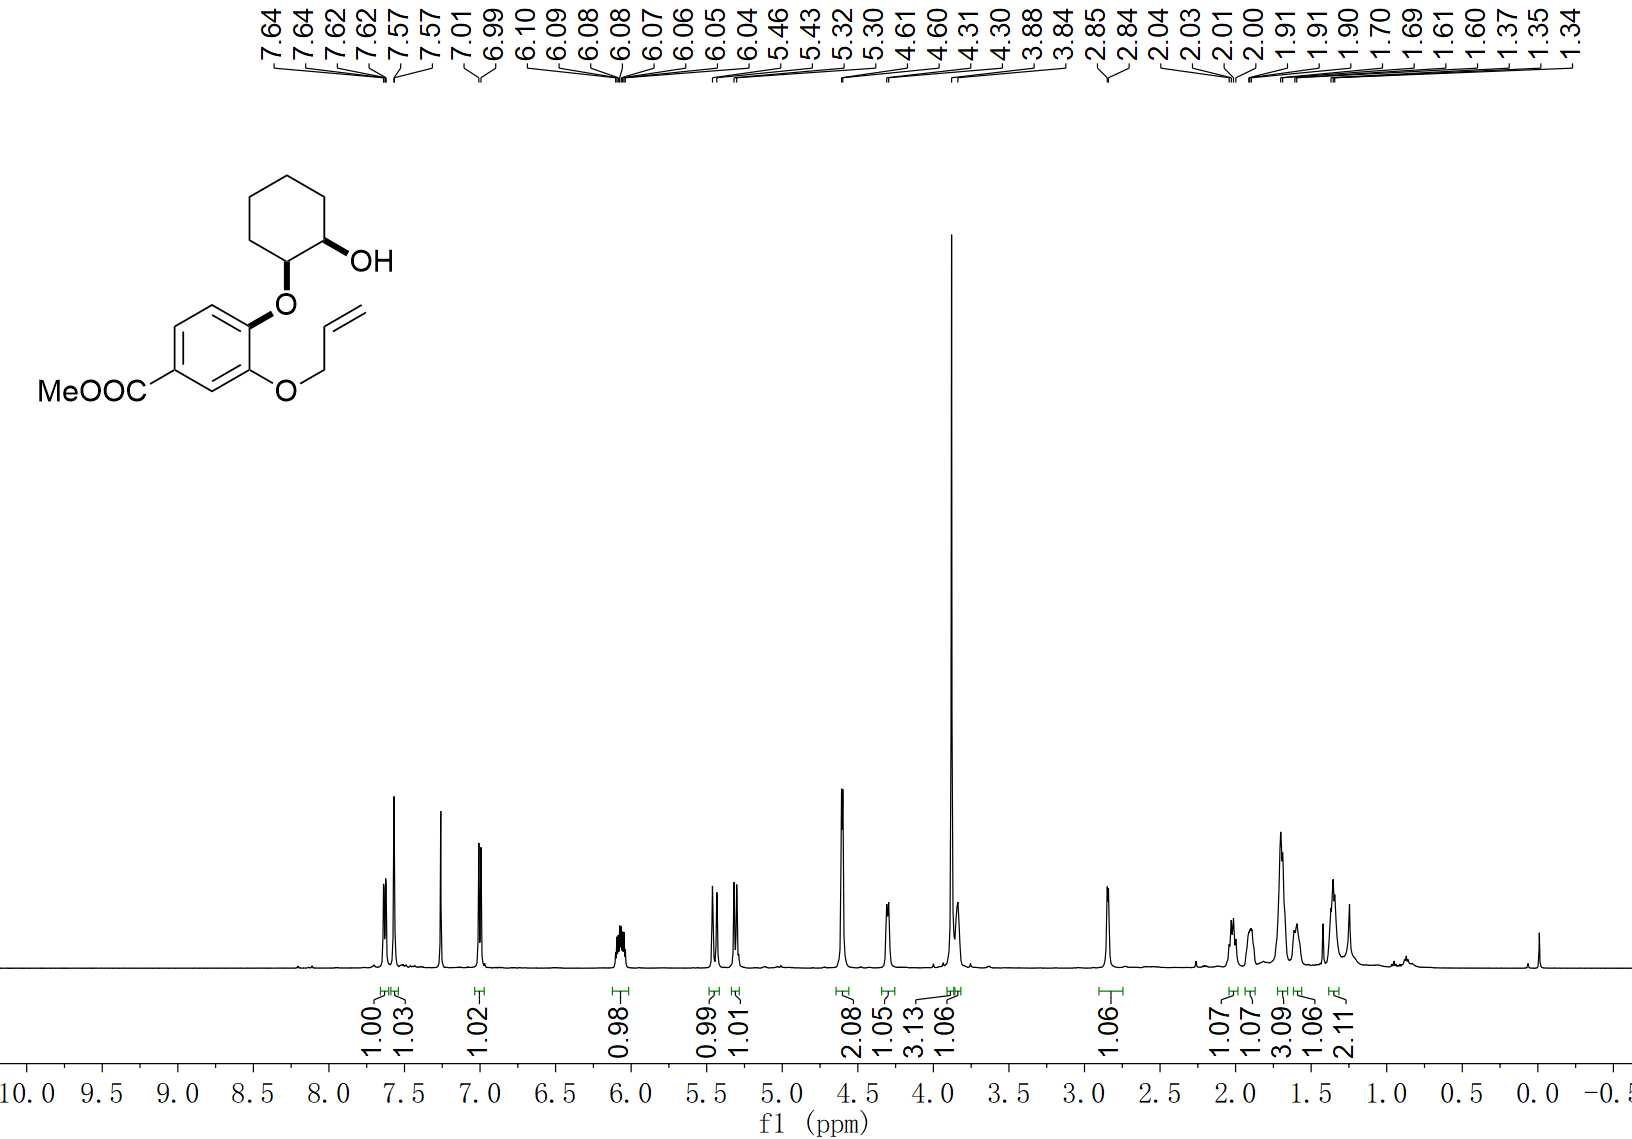 7.64 7.64 7.62 7.62 7.57 7.57 7.01 6.99 6.10 6.09 6.08 6.08 6.07 6.06 6.05 6.04 5.46 5.43 5.32 5.30 4.61 4.60 4.31 4.30 3.88 3.84 2.85 2.84 2.04 2.03 2.01 2.00 1.91 1.91 1.90 1.70 1.69 1.61 1.60 1.37 1.35 1.34
OH
O
MeOOC
O
1.00 1.03 1.02 0.98 0.99 1.01 2.08 1.05 3.13 1.06 1.06 1.07 1.07 3.09 1.06 2.11
10.0 9.5 9.0 8.5 8.0 7.5 7.0 6.5 6.0 5.5 5.0 4.5 4.0 3.5 3.0 2.5 2.0 1.5 1.0 0.5 0.0 -0.5
f1 (ppm)